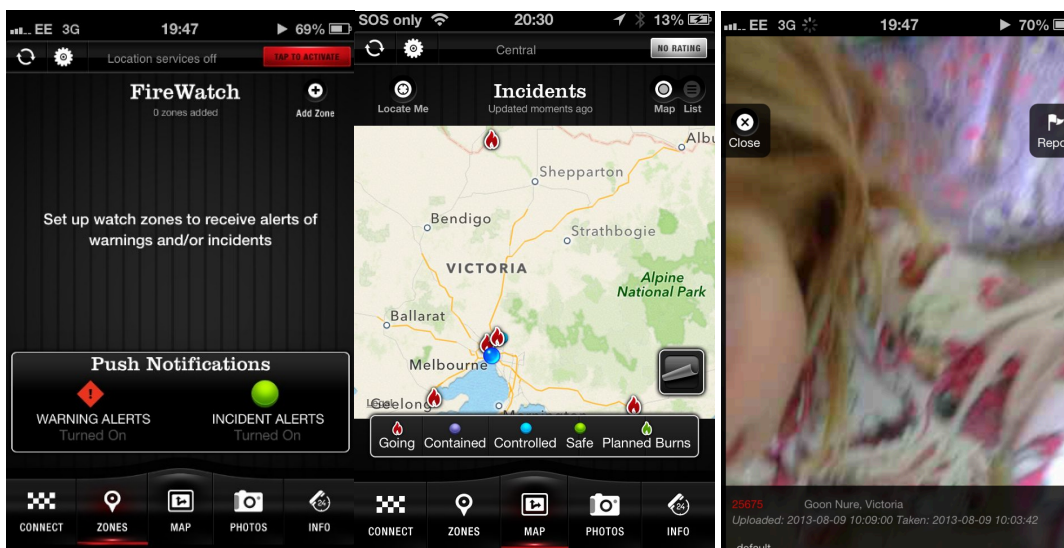 EE 3G 19:47 69%
Location services off TAP TO ACTIVATE
FireWatch
0 zones added
Add Zone
Set up watch zones to receive alerts of
warnings and/or incidents
Push Notifications
WARNING ALERTS INCIDENT ALERTS
Turned On Turned On
CONNECT ZONES MAP PHOTOS INFO
SOS only 20:30 13%
Central NO RATING
Incidents
Updated moments ago
Locate Me Map List
Albu
Shepparton
Bendigo
Strathbogie
VICTORIA
Alpine
National Park
Ballarat
Melbourne
Geelong
Going Contained Controlled Safe Planned Burns
CONNECT ZONES MAP PHOTOS INFO
EE 3G 19:47 70%
Close Repo
25675 Goon Nure, Victoria
Uploaded: 2013-08-09 10:09:00 Taken: 2013-08-09 10:03:42
default